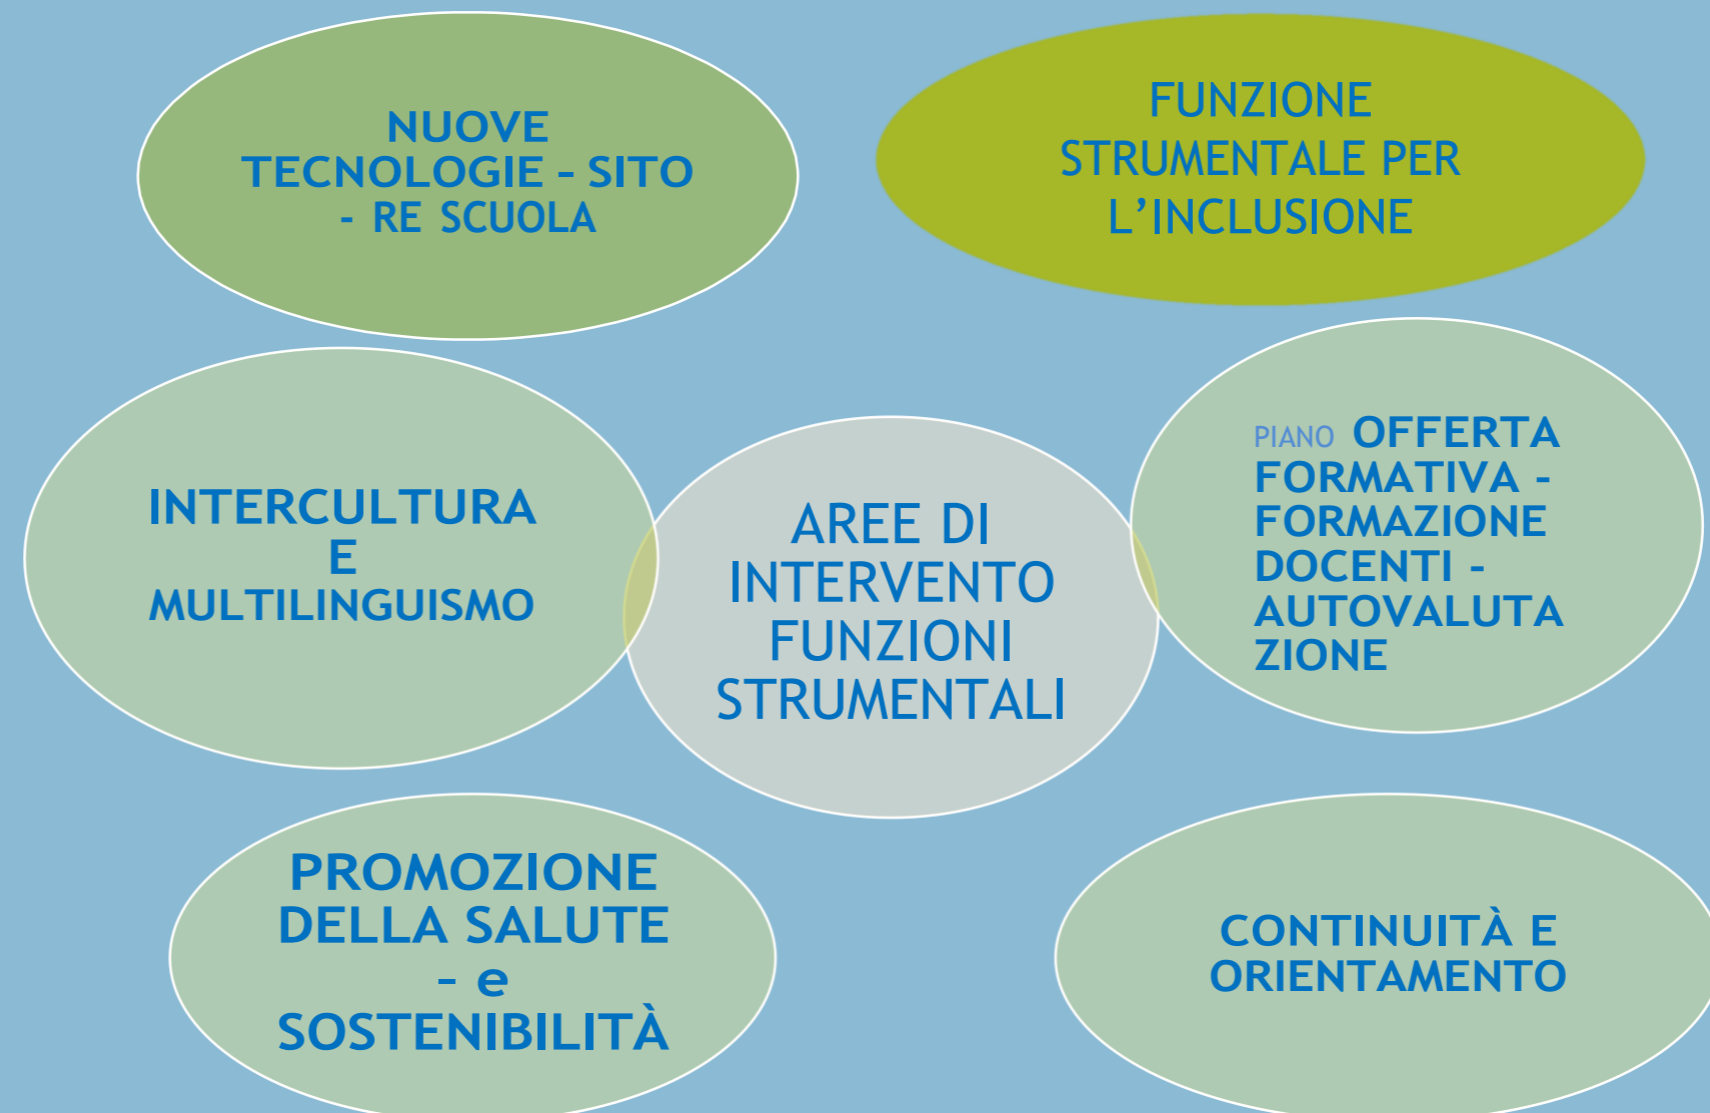 NUOVE
TECNOLOGIE - SITO
- RE SCUOLA
FUNZIONE
STRUMENTALE PER
L’INCLUSIONE
INTERCULTURA
E
MULTILINGUISMO
AREE DI
INTERVENTO
FUNZIONI
STRUMENTALI
PIANO OFFERTA
FORMATIVA -
FORMAZIONE
DOCENTI -
AUTOVALUTA
ZIONE
PROMOZIONE
DELLA SALUTE
- e
SOSTENIBILITÀ
CONTINUITÀ E
ORIENTAMENTO